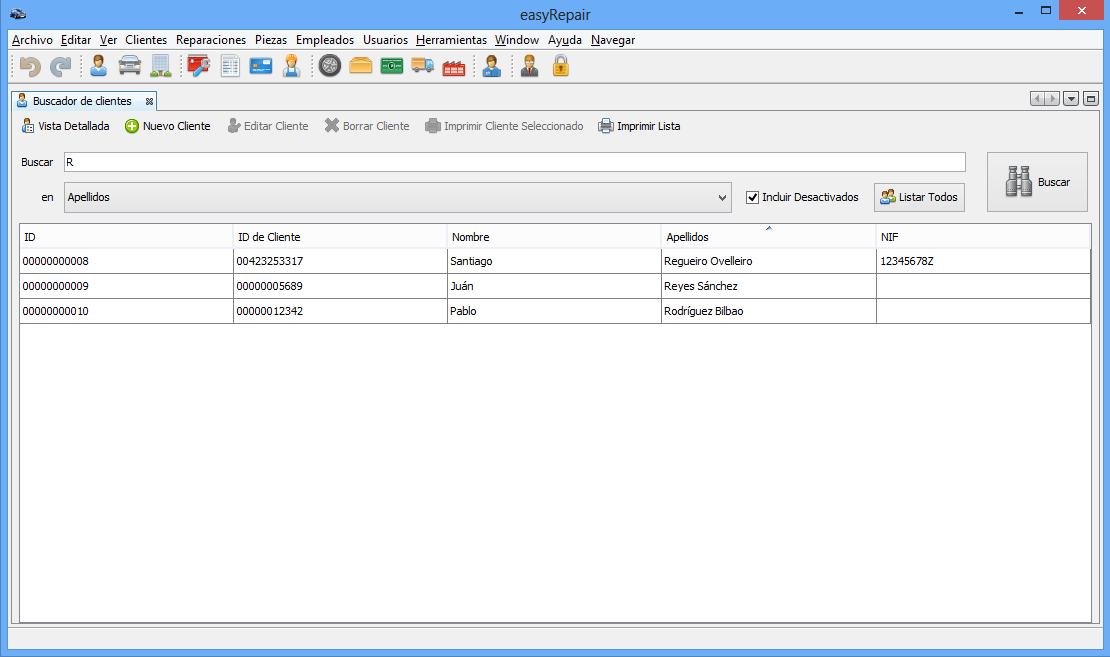 easyRepair
Archivo Editar Ver Clientes Reparaciones Piezas Empleados Usuarios Herramientas Window Ayuda Navegar
Buscador de clientes
Vista Detallada Nuevo Cliente Editar Cliente Borrar Cliente Imprimir Cliente Seleccionado Imprimir Lista
Buscar R Buscar
en Apellidos Incluir Desactivados Listar Todos
ID ID de Cliente Nombre Apellidos NIF
00000000008 00423253317 Santiago Regueiro Ovelleiro 12345678Z
00000000009 00000005689 Juán Reyes Sánchez
00000000010 00000012342 Pablo Rodríguez Bilbao